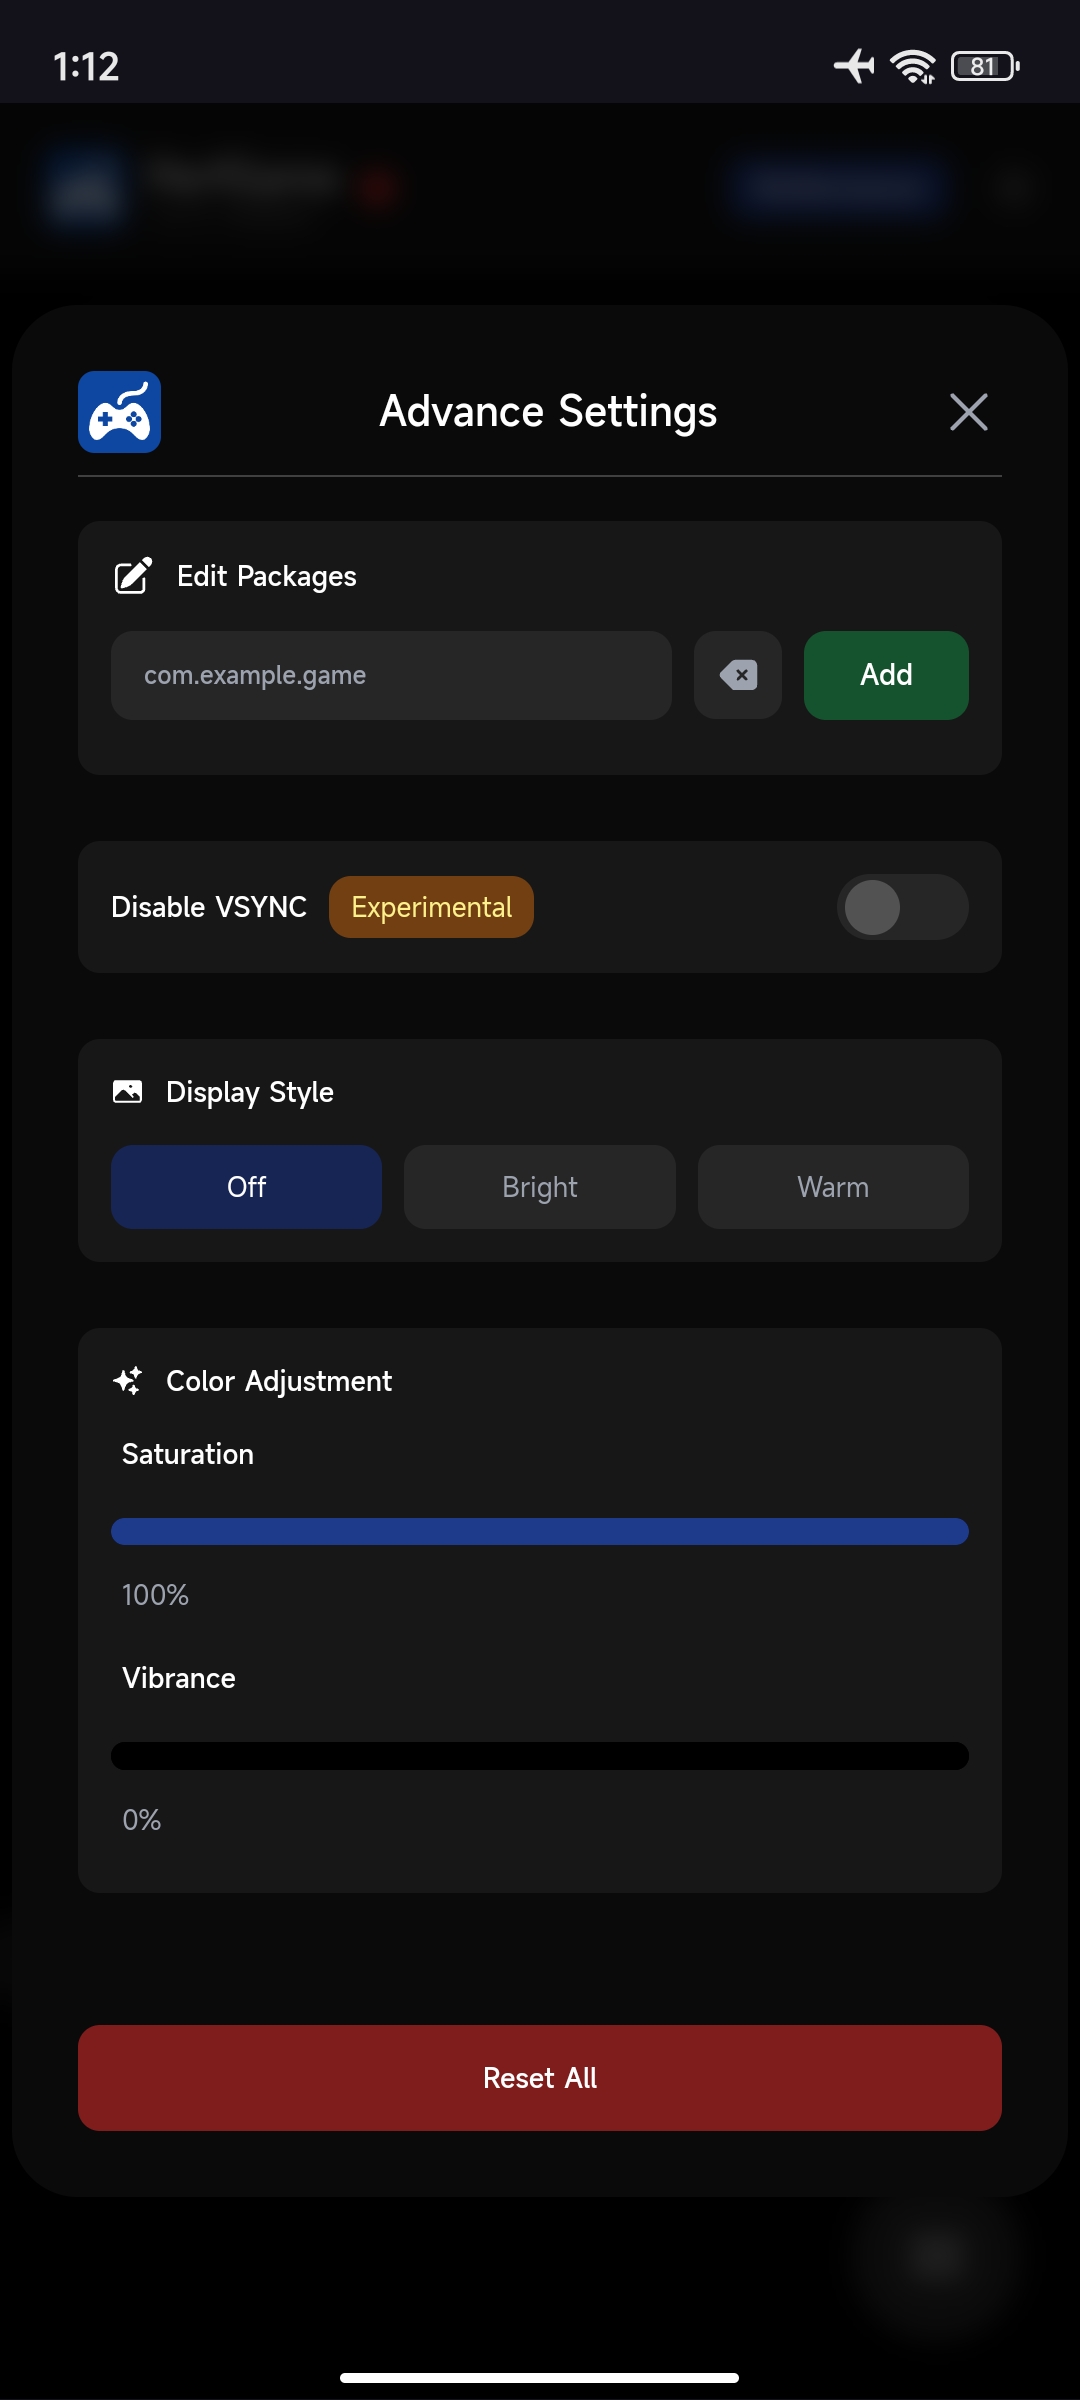 1:12
81
Advance Settings
Edit Packages
com.example.game
Add
Disable VSYNC
Experimental
Display Style
Off
Bright
Warm
Color Adjustment
Saturation
100%
Vibrance
0%
Reset All